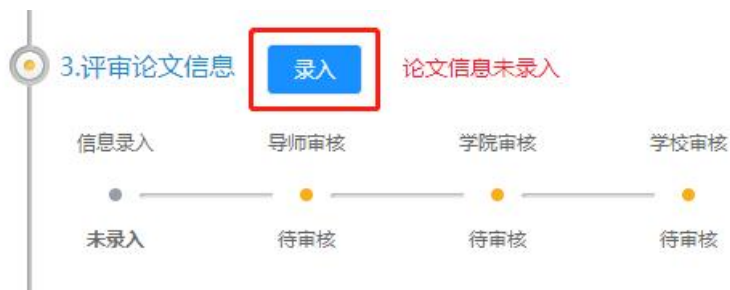 3.评审论文信息 录入 论文信息未录入
信息录入 导师审核 学院审核 学校审核
未录入 待审核 待审核 待审核